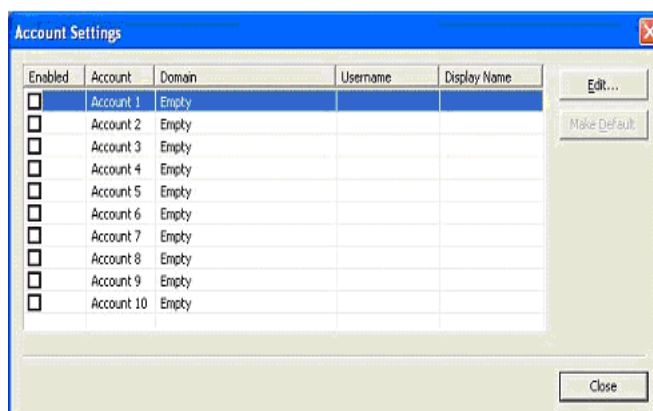 Account Settings
Enabled Account Domain Username Display Name
Account 1 Empty
Account 2 Empty
Account 3 Empty
Account 4 Empty
Account 5 Empty
Account 6 Empty
Account 7 Empty
Account 8 Empty
Account 9 Empty
Account 10 Empty
Edit...
Make Default
Close